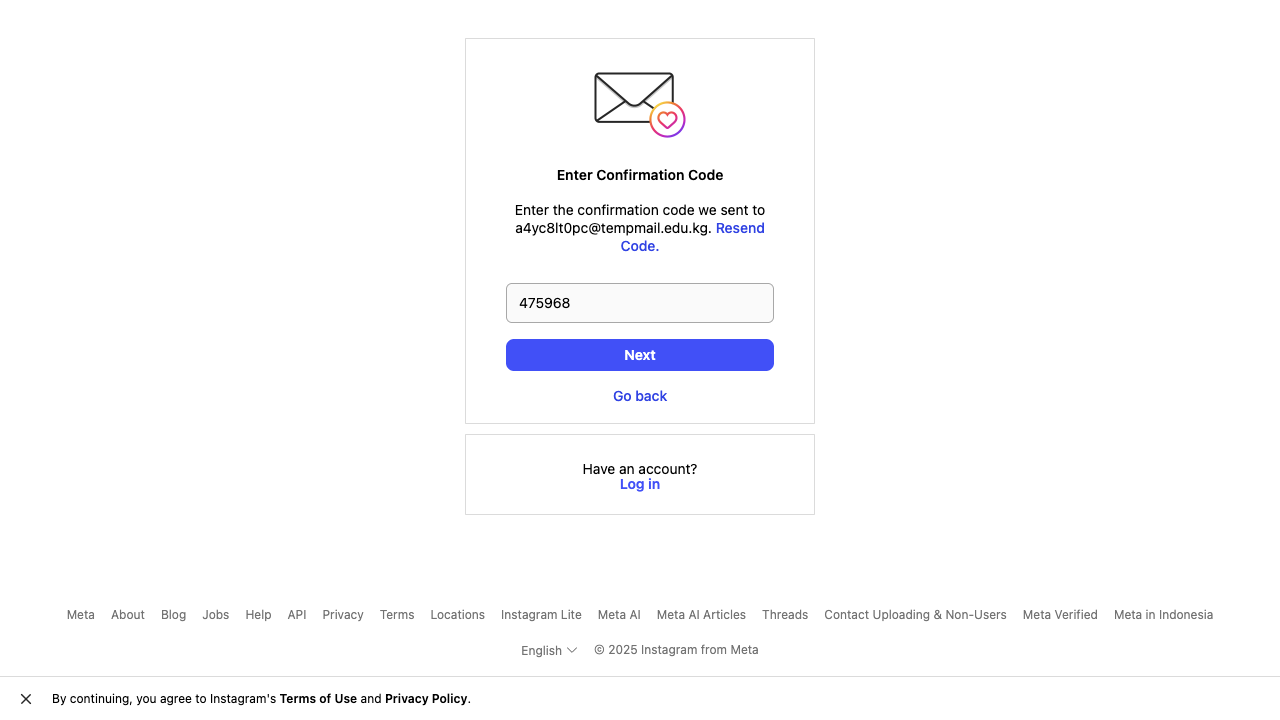 Enter Confirmation Code
Enter the confirmation code we sent to
a4yc8lt0pc@tempmail.edu.kg. Resend
Code.
475968
Next
Go back
Have an account?
Log in
Meta About Blog Jobs Help API Privacy Terms Locations Instagram Lite Meta AI Meta AI Articles Threads Contact Uploading & Non-Users Meta Verified Meta in Indonesia
English © 2025 Instagram from Meta
By continuing, you agree to Instagram's Terms of Use and Privacy Policy.